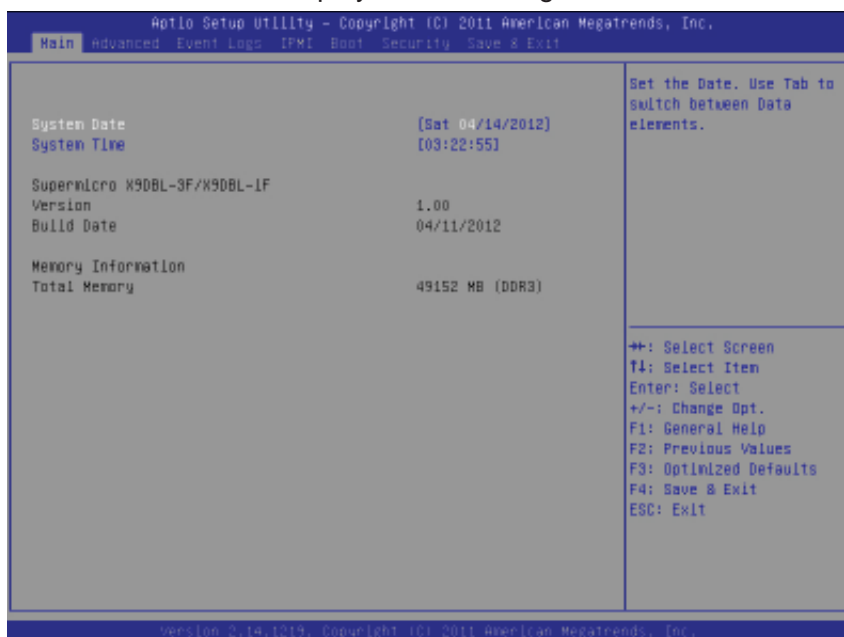 Aptio Setup Utility – Copyright (C) 2011 American Megatrends, Inc.
Main Advanced Event Logs IPMI Boot Security Save & Exit
System Date [Sat 04/14/2012]
System Time [03:22:55]
Supermicro X9DBL-3F/X9DBL-iF
Version 1.00
Build Date 04/11/2012
Memory Information
Total Memory 49152 MB (DDR3)
Set the Date. Use Tab to
switch between Data
elements.
→←: Select Screen
↑↓: Select Item
Enter: Select
+/-: Change Opt.
F1: General Help
F2: Previous Values
F3: Optimized Defaults
F4: Save & Exit
ESC: Exit
Version 2.14.1219. Copyright (C) 2011 American Megatrends, Inc.